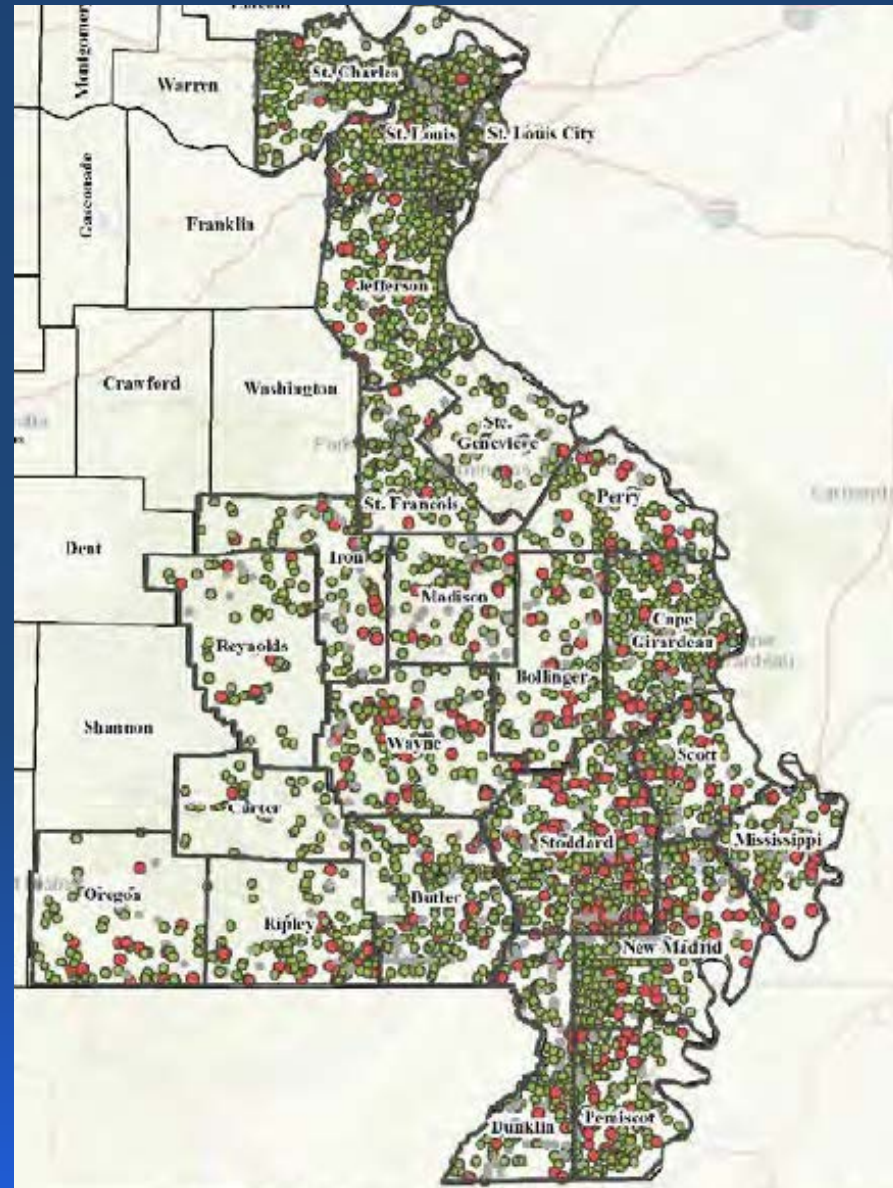 Montgomery
Warren
St. Charles
St. Louis
St. Louis City
Gasconade
Franklin
Jefferson
Crawford
Washington
Ste.
Genevieve
St. Francois
Perry
Dent
Iron
Madison
Cape
Girardeau
Reynolds
Bollinger
Shannon
Wayne
Scott
Carter
Stoddard
Mississippi
Oregon
Ripley
Butler
New Madrid
Dunklin
Pemiscot